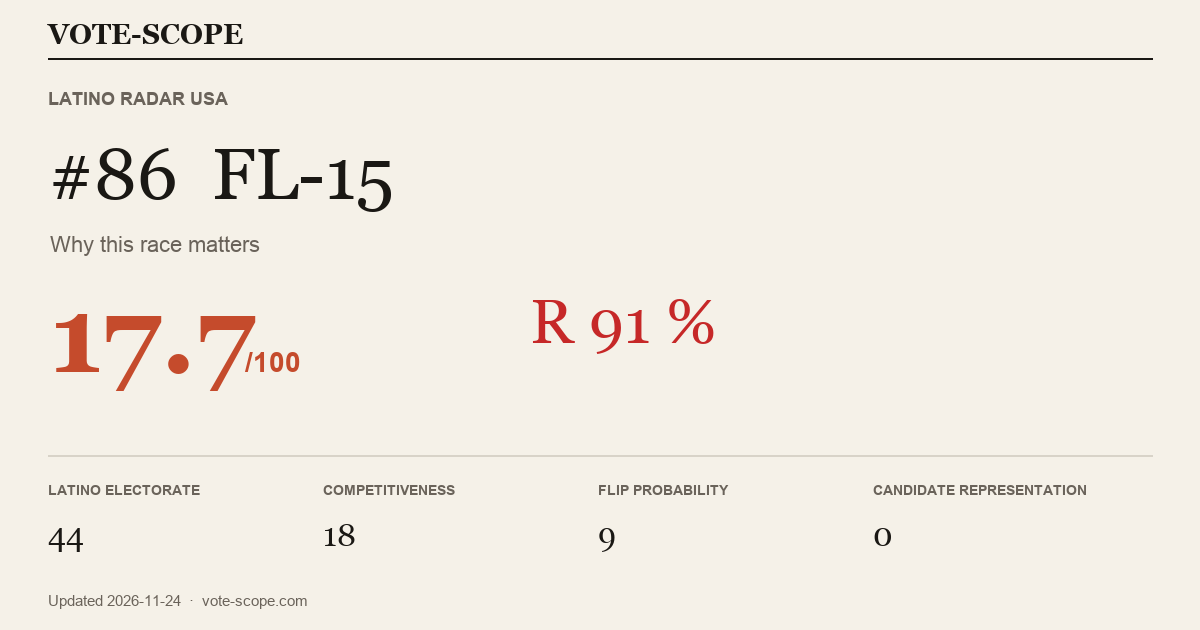 VOTE-SCOPE
LATINO RADAR USA
#86 FL-15
Why this race matters
17.7/100
R 91 %
LATINO ELECTORATE COMPETITIVENESS FLIP PROBABILITY CANDIDATE REPRESENTATION
44 18 9 0
Updated 2026-11-24 · vote-scope.com